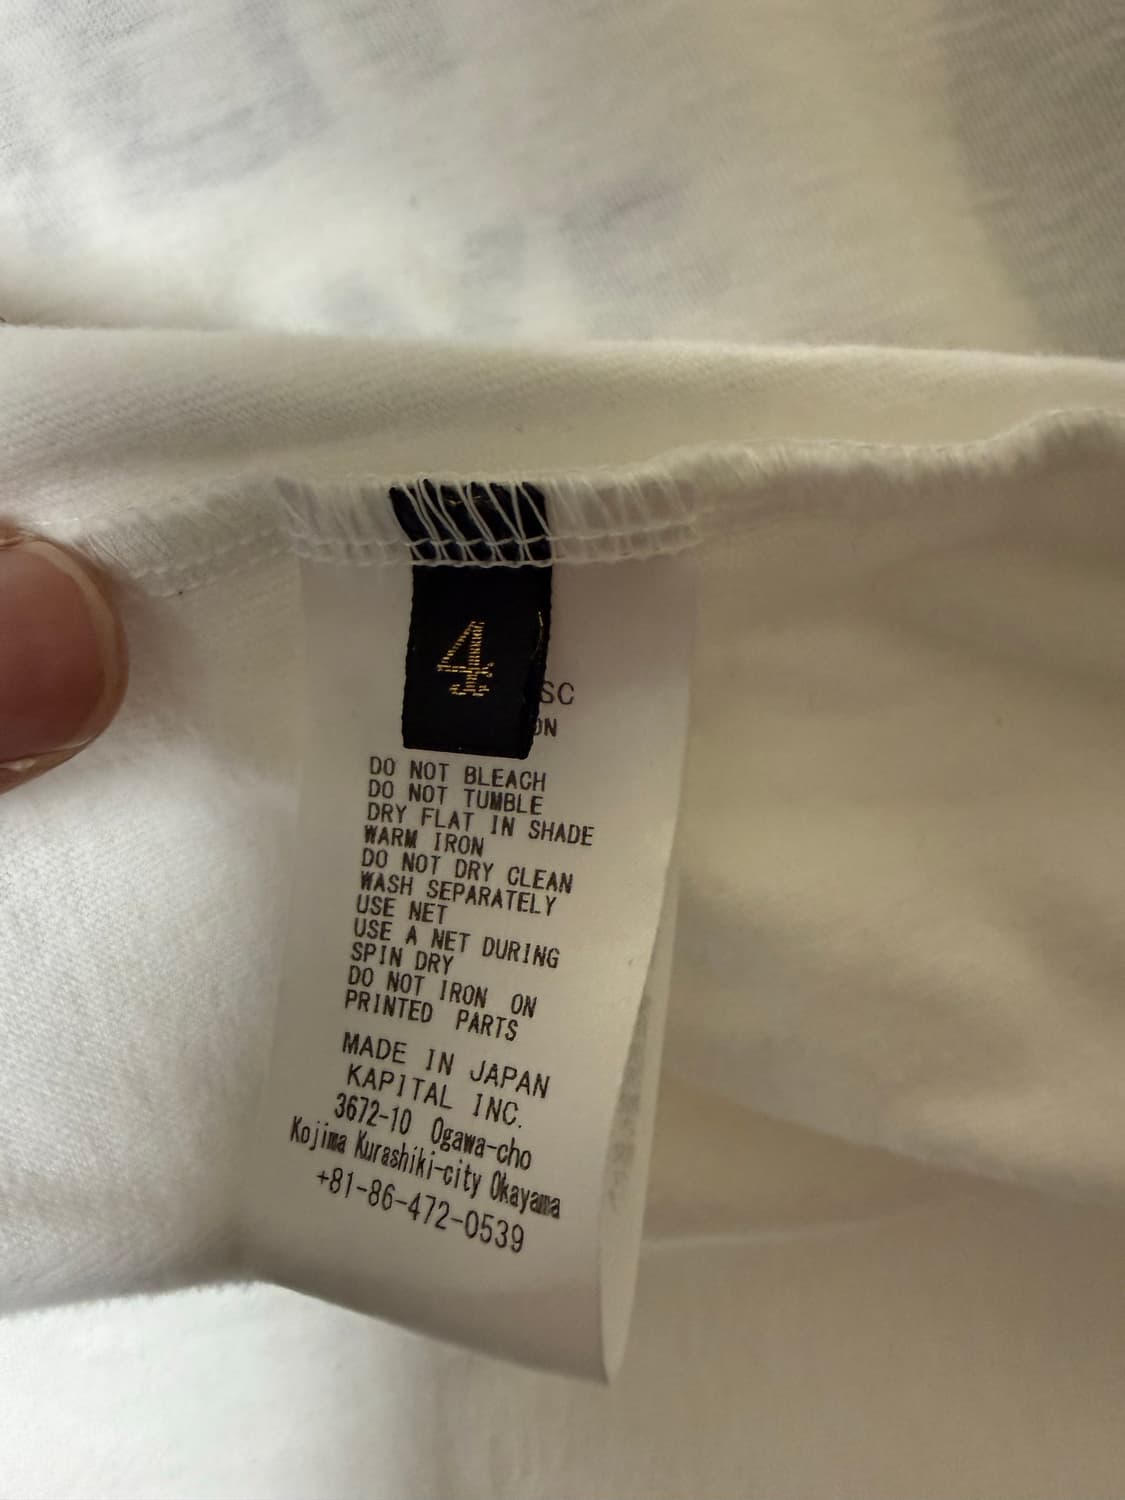 4
SC
ON
DO NOT BLEACH
DO NOT TUMBLE
DRY FLAT IN SHADE
WARM IRON
DO NOT DRY CLEAN
WASH SEPARATELY
USE NET
USE A NET DURING
SPIN DRY
DO NOT IRON ON
PRINTED PARTS
MADE IN JAPAN
KAPITAL INC.
3672-10 Ogawa-cho
Kojima Kurashiki-city Okayama
+81-86-472-0539